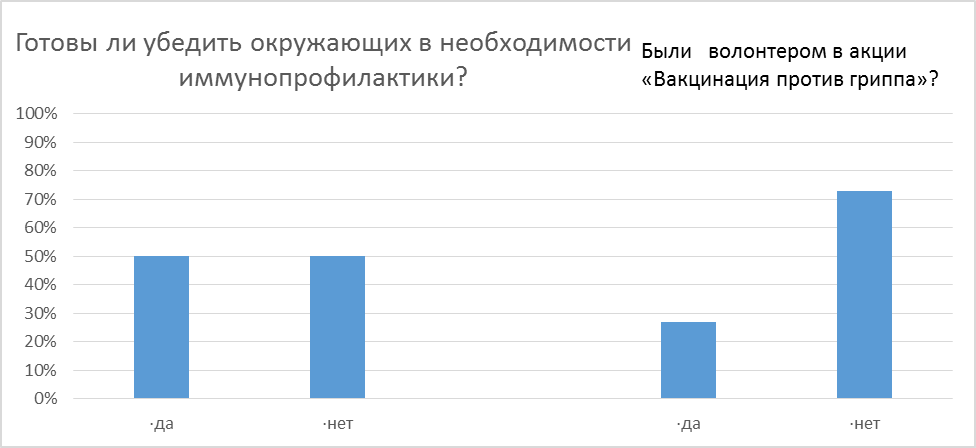 Готовы ли убедить окружающих в необходимости
иммунопрофилактики?
Были волонтером в акции
«Вакцинация против гриппа»?
100%
90%
80%
70%
60%
50%
40%
30%
20%
10%
0%
·да ·нет ·да ·нет